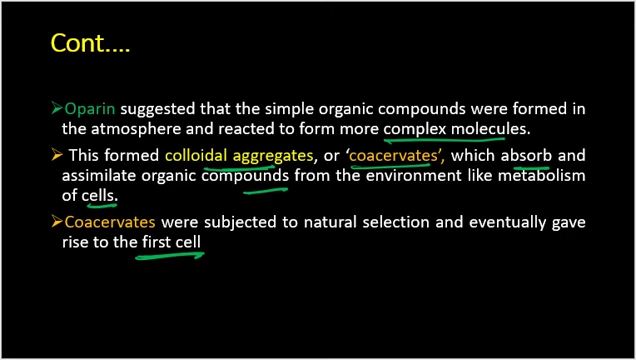 Cont....
➢Oparin suggested that the simple organic compounds were formed in
the atmosphere and reacted to form more complex molecules.
➢ This formed colloidal aggregates, or ‘coacervates’, which absorb and
assimilate organic compounds from the environment like metabolism
of cells.
➢Coacervates were subjected to natural selection and eventually gave
rise to the first cell